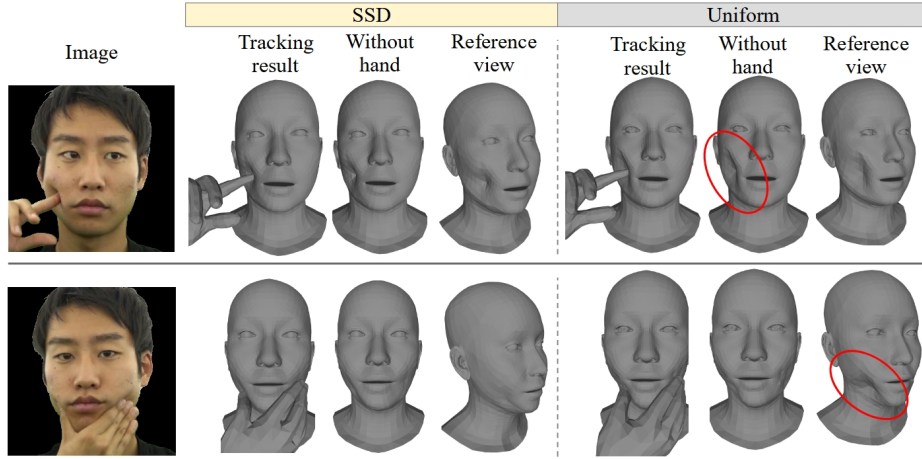 SSD
Uniform
Image
Tracking result
Without hand
Reference view
Tracking result
Without hand
Reference view